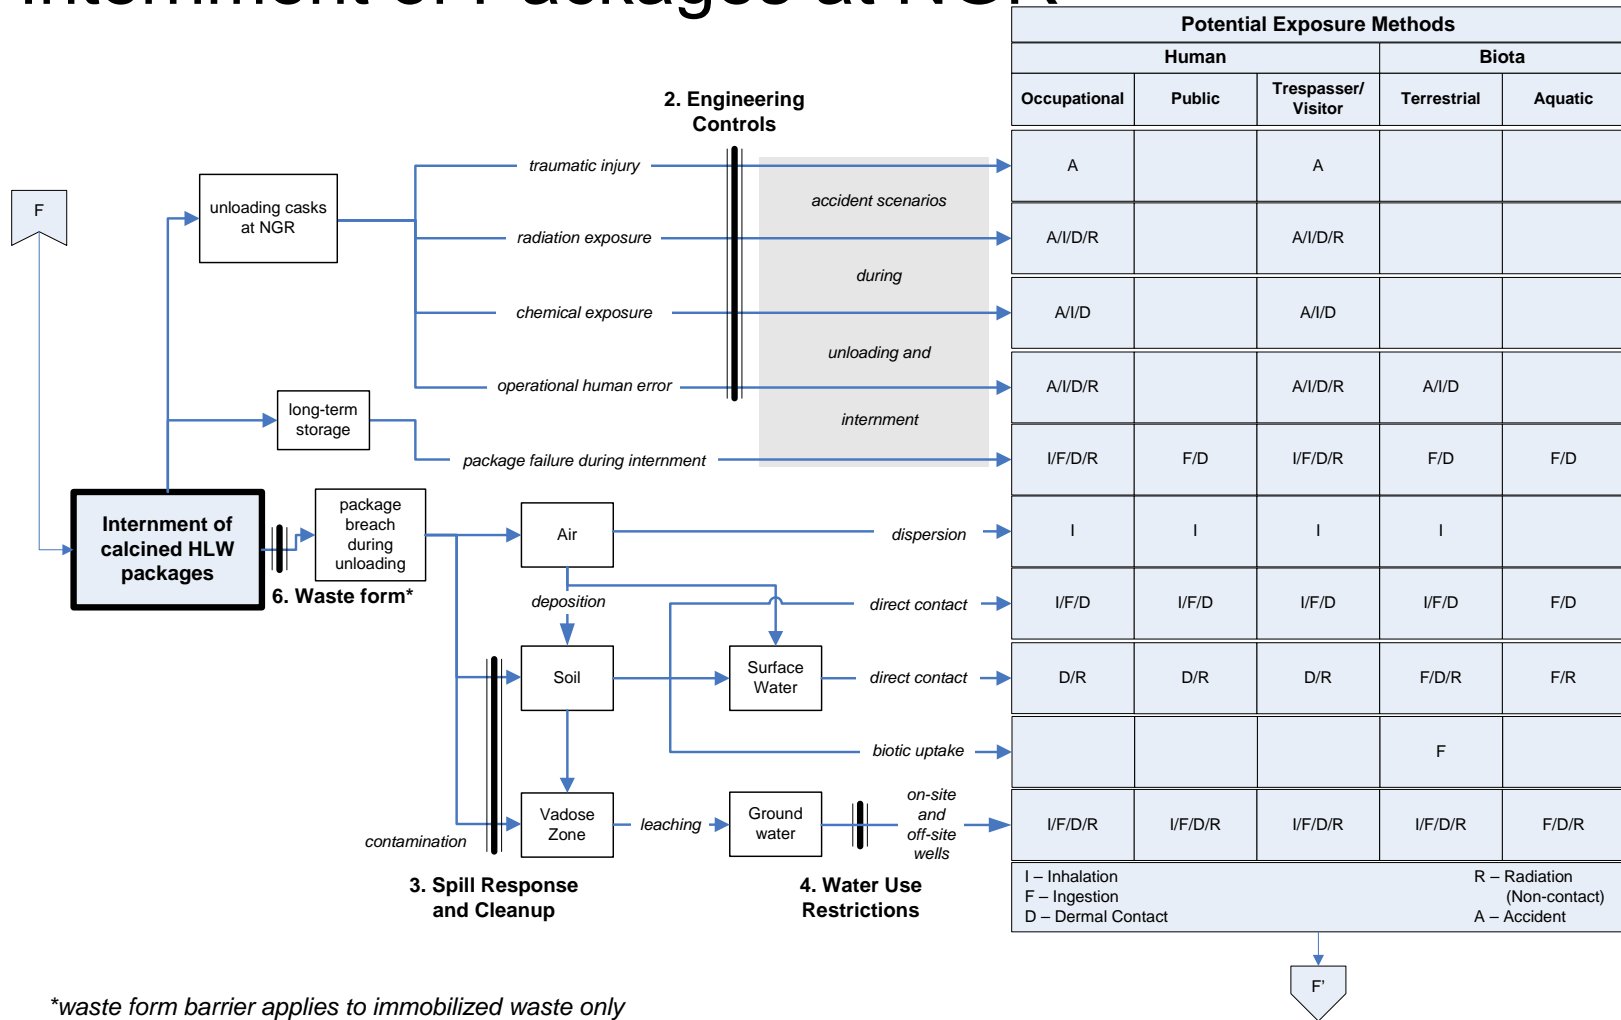 Internment of Packages at NGR
Potential Exposure Methods
Human
Biota
Occupational
Public
Trespasser/
Visitor
Terrestrial
Aquatic
2. Engineering
Controls
F
unloading casks
at NGR
traumatic injury
accident scenarios
A
A
radiation exposure
during
A/I/D/R
A/I/D/R
chemical exposure
unloading and
A/I/D
A/I/D
operational human error
internment
A/I/D/R
A/I/D/R
A/I/D
long-term
storage
package failure during internment
I/F/D/R
F/D
I/F/D/R
F/D
F/D
Internment of
calcined HLW
packages
6. Waste form*
package
breach
during
unloading
Air
dispersion
I
I
I
I
deposition
direct contact
I/F/D
I/F/D
I/F/D
I/F/D
F/D
Soil
Surface
Water
direct contact
D/R
D/R
D/R
F/D/R
F/R
biotic uptake
F
contamination
Vadose
Zone
leaching
Ground
water
on-site
and
off-site
wells
I/F/D/R
I/F/D/R
I/F/D/R
I/F/D/R
F/D/R
3. Spill Response
and Cleanup
4. Water Use
Restrictions
I – Inhalation
F – Ingestion
D – Dermal Contact
R – Radiation
(Non-contact)
A – Accident
F'
*waste form barrier applies to immobilized waste only